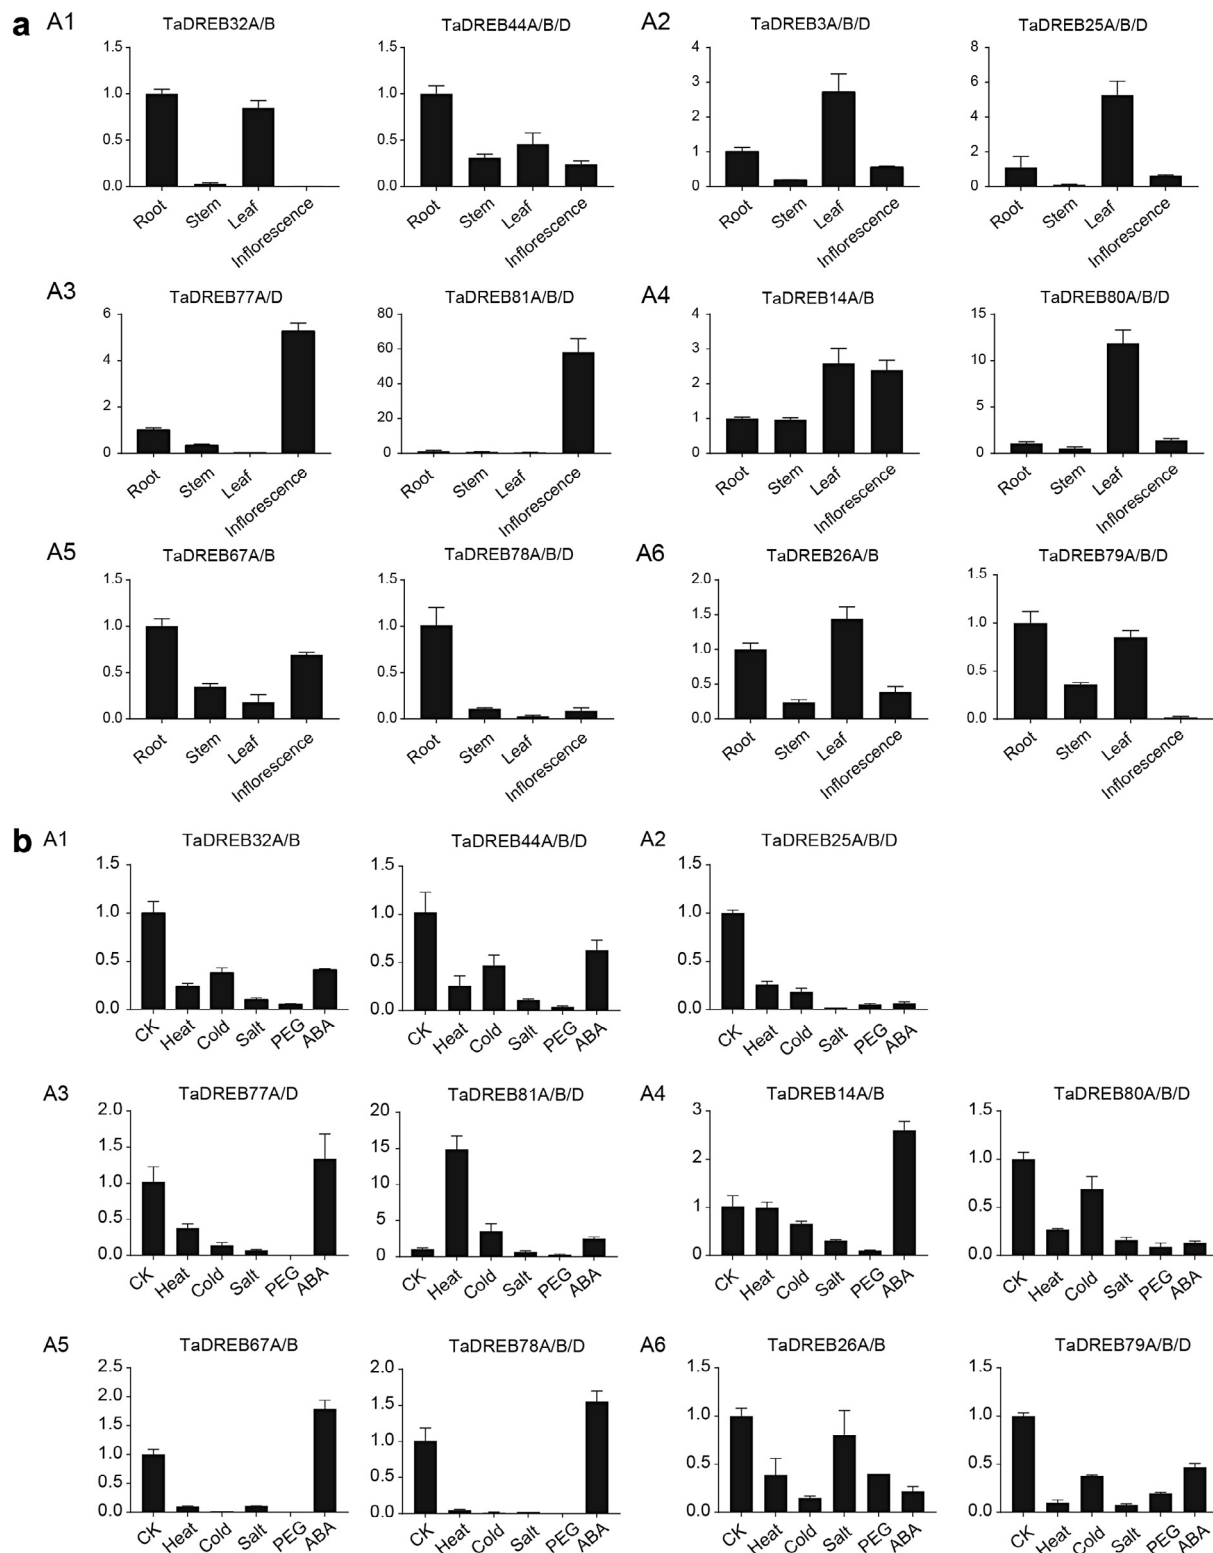 a A1 TaDREB32A/B TaDREB44A/B/D A2 TaDREB3A/B/D TaDREB25A/B/D
1.5 1.5 4 8
1.0 1.0 3 6
0.5 0.5 2 4
0.0 0.0 1 2
0 0
Root Stem Leaf Inflorescence Root Stem Leaf Inflorescence Root Stem Leaf Inflorescence Root Stem Leaf Inflorescence
A3 TaDREB77A/D TaDREB81A/B/D A4 TaDREB14A/B TaDREB80A/B/D
6 80 4 15
4 60 3 10
2 40 2 5
0 20 1 0
0 0
Root Stem Leaf Inflorescence Root Stem Leaf Inflorescence Root Stem Leaf Inflorescence Root Stem Leaf Inflorescence
A5 TaDREB67A/B TaDREB78A/B/D A6 TaDREB26A/B TaDREB79A/B/D
1.5 1.5 2.0 1.5
1.0 1.0 1.5 1.0
0.5 0.5 1.0 0.5
0.0 0.0 0.5 0.0
0.0
Root Stem Leaf Inflorescence Root Stem Leaf Inflorescence Root Stem Leaf Inflorescence Root Stem Leaf Inflorescence
b A1 TaDREB32A/B TaDREB44A/B/D A2 TaDREB25A/B/D
1.5 1.5 1.5
1.0 1.0 1.0
0.5 0.5 0.5
0.0 0.0 0.0
CK Heat Cold Salt PEG ABA CK Heat Cold Salt PEG ABA CK Heat Cold Salt PEG ABA
A3 TaDREB77A/D TaDREB81A/B/D A4 TaDREB14A/B TaDREB80A/B/D
2.0 20 3 1.5
1.5 15 2 1.0
1.0 10 1 0.5
0.5 5 0 0.0
0.0 0
CK Heat Cold Salt PEG ABA CK Heat Cold Salt PEG ABA CK Heat Cold Salt PEG ABA CK Heat Cold Salt PEG ABA
A5 TaDREB67A/B TaDREB78A/B/D A6 TaDREB26A/B TaDREB79A/B/D
2.5 2.0 1.5 1.5
2.0 1.5 1.0 1.0
1.5 1.0 0.5 0.5
1.0 0.5 0.0 0.0
0.5 0.0
0.0
CK Heat Cold Salt PEG ABA CK Heat Cold Salt PEG ABA CK Heat Cold Salt PEG ABA CK Heat Cold Salt PEG ABA